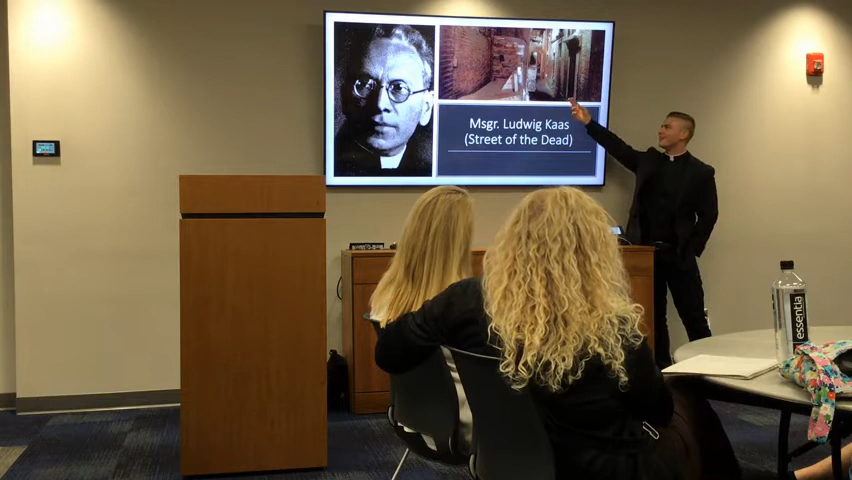 Msgr. Ludwig Kaas
(Street of the Dead)
essentia